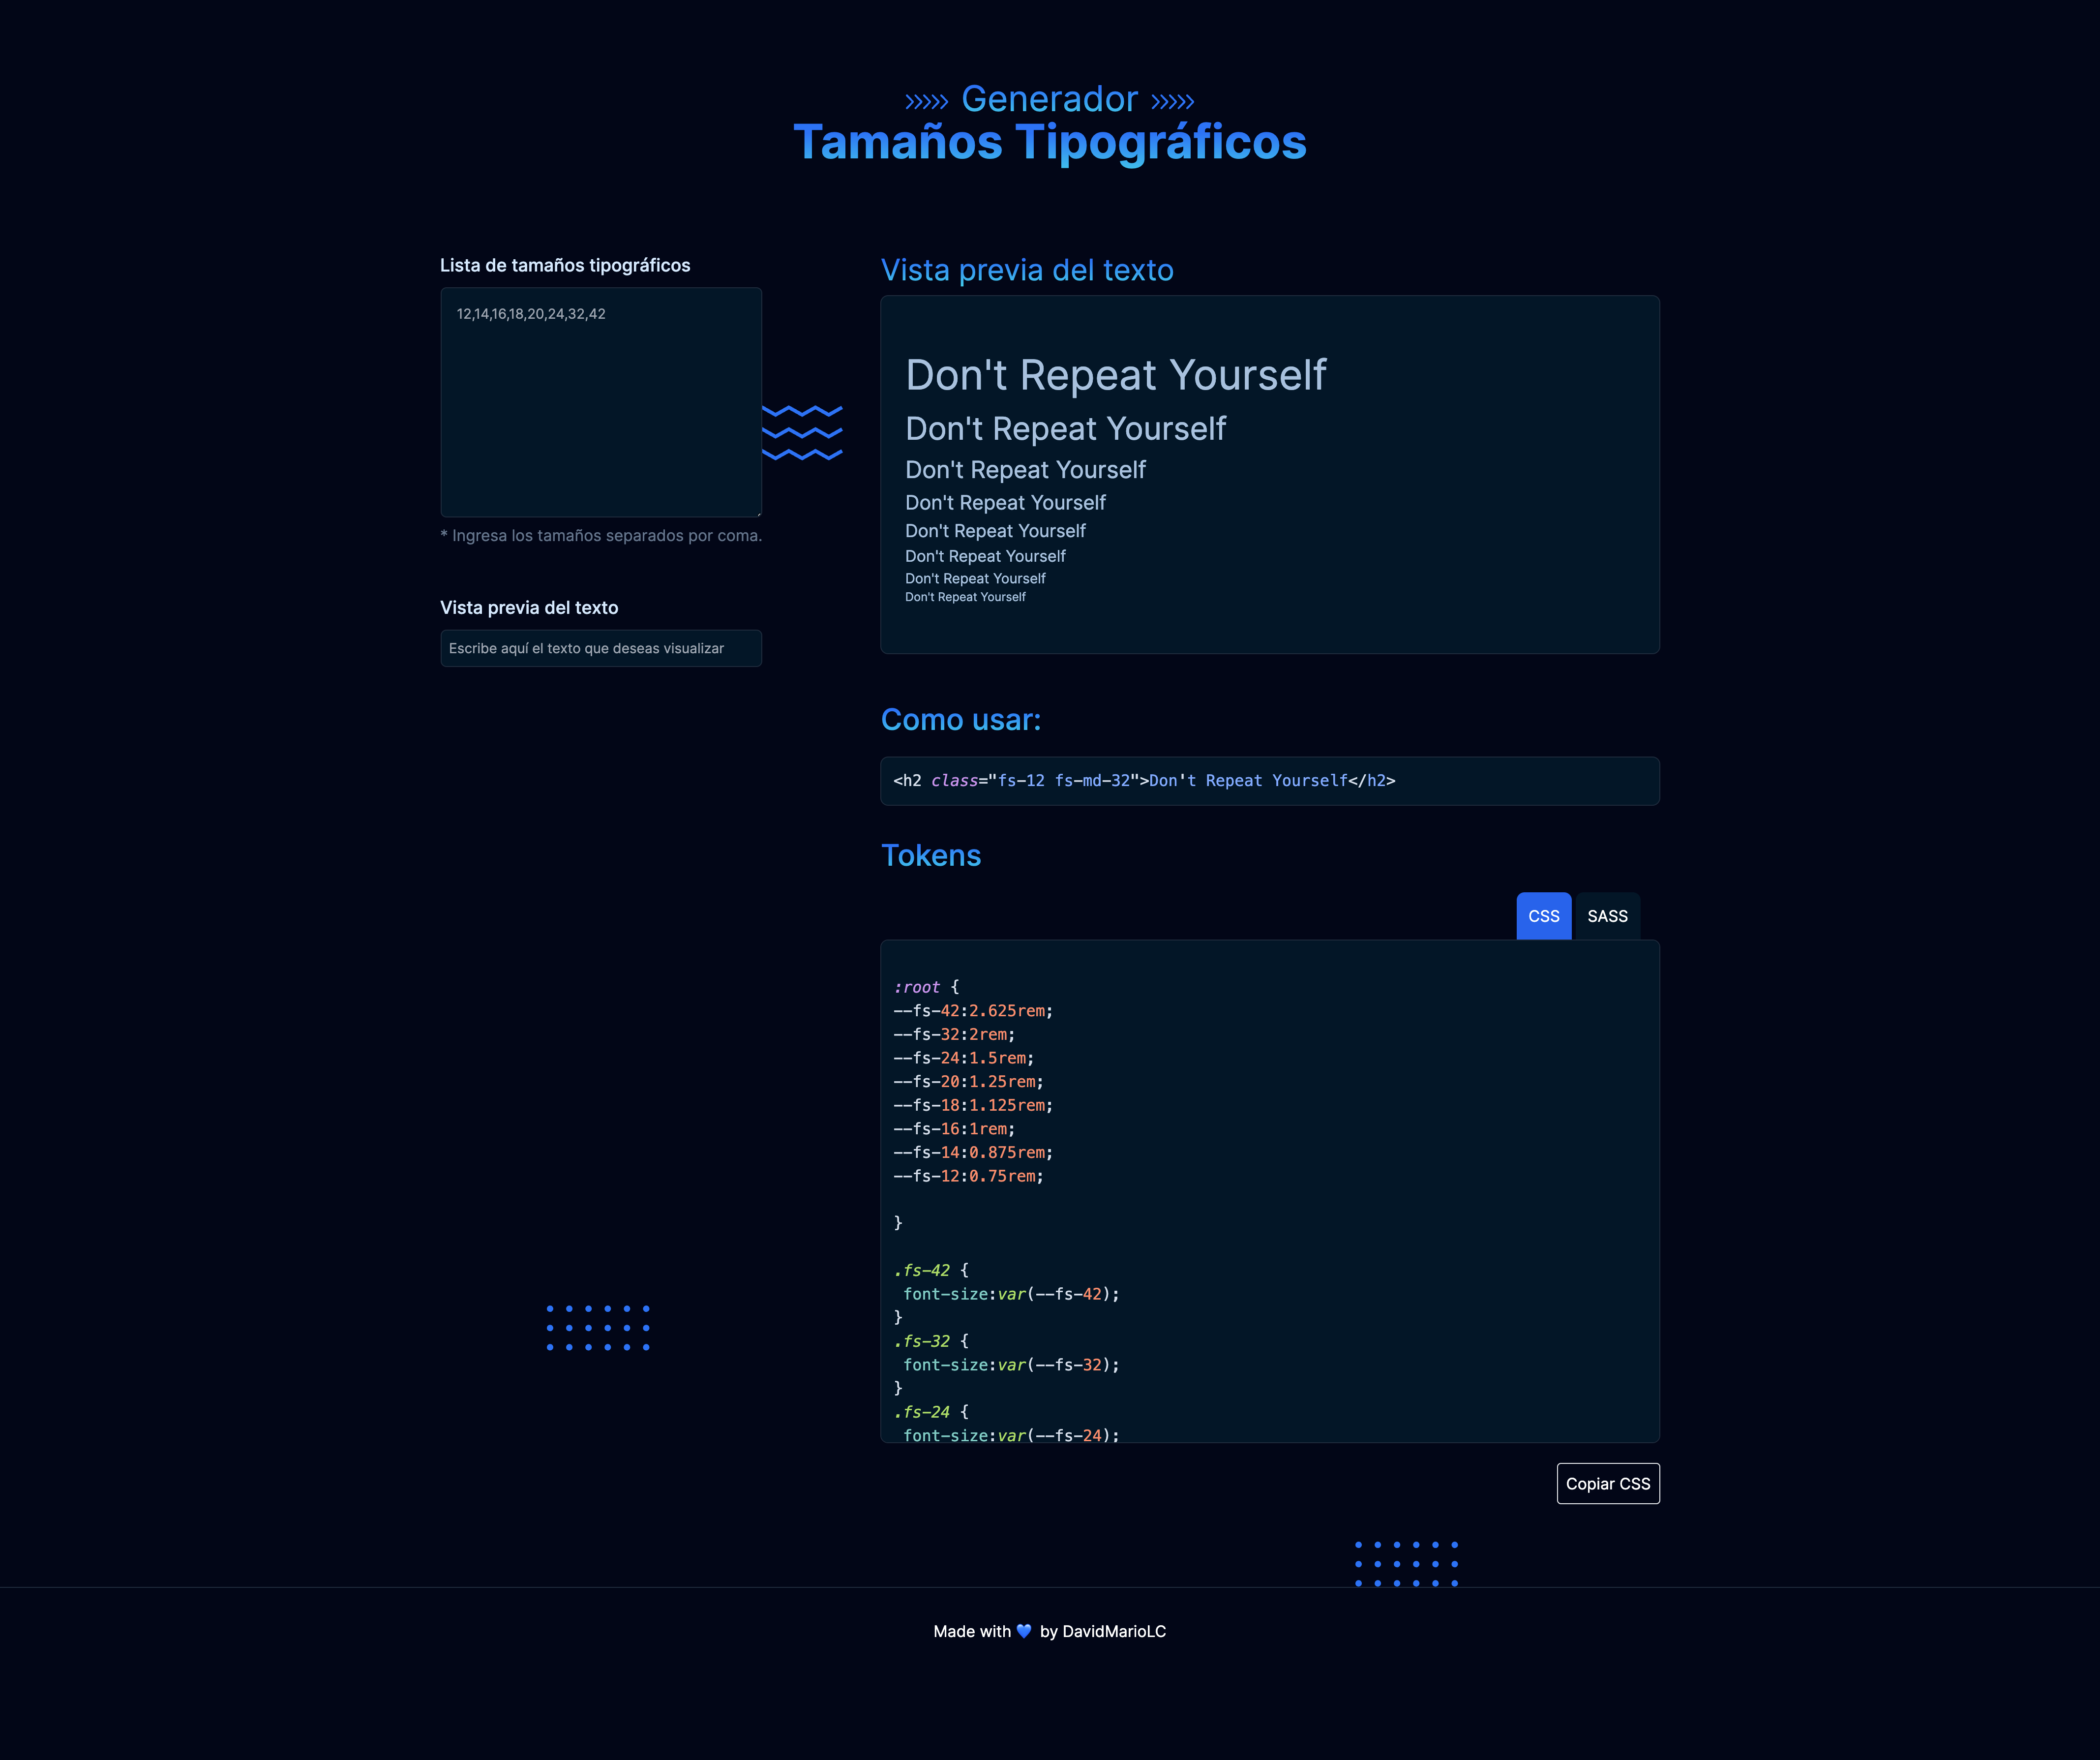 Generador
Tamaños Tipográficos
Lista de tamaños tipográficos
12,14,16,18,20,24,32,42
* Ingresa los tamaños separados por coma.
Vista previa del texto
Escribe aquí el texto que deseas visualizar
Vista previa del texto
Don't Repeat Yourself
Don't Repeat Yourself
Don't Repeat Yourself
Don't Repeat Yourself
Don't Repeat Yourself
Don't Repeat Yourself
Don't Repeat Yourself
Don't Repeat Yourself
Como usar:
<h2 class="fs-12 fs-md-32">Don't Repeat Yourself</h2>
Tokens
CSS SASS
:root {
--fs-42:2.625rem;
--fs-32:2rem;
--fs-24:1.5rem;
--fs-20:1.25rem;
--fs-18:1.125rem;
--fs-16:1rem;
--fs-14:0.875rem;
--fs-12:0.75rem;
}
.fs-42 {
font-size:var(--fs-42);
}
.fs-32 {
font-size:var(--fs-32);
}
.fs-24 {
font-size:var(--fs-24);
Copiar CSS
Made with 💙 by DavidMarioLC